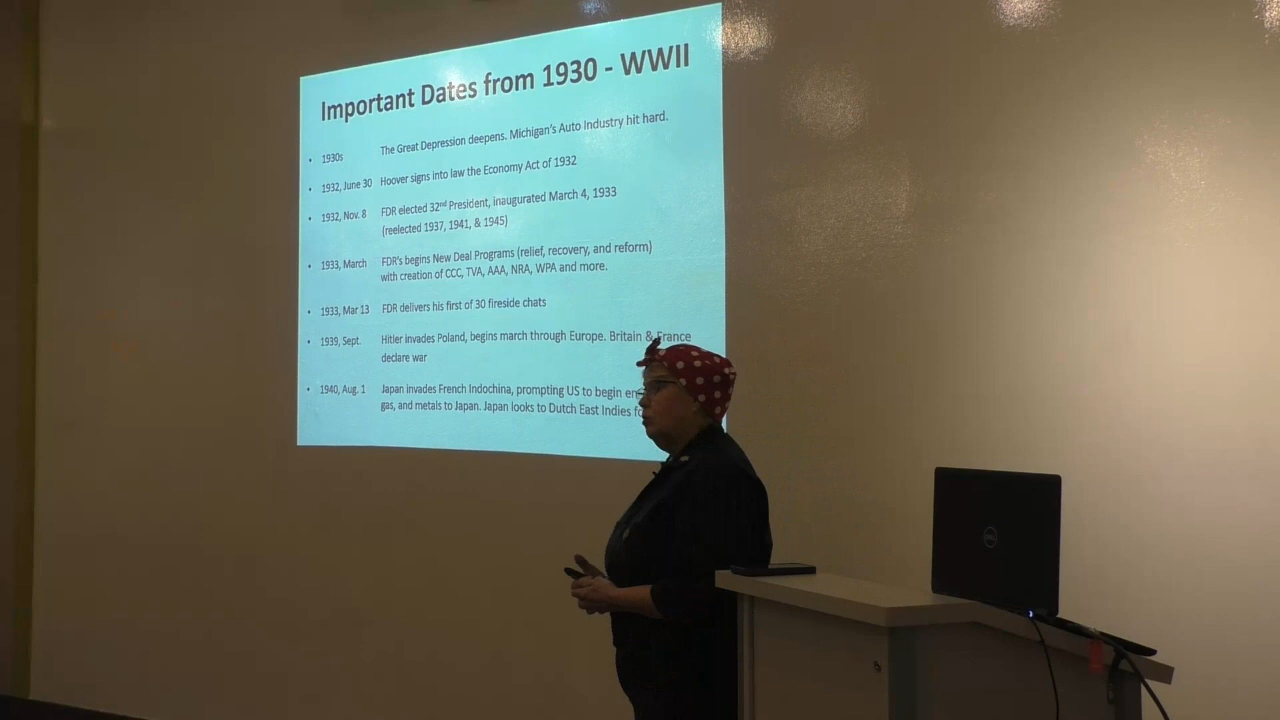 Important Dates from 1930 - WWII
• 1930s The Great Depression deepens. Michigan's Auto Industry hit hard.
• 1932, June 30 Hoover signs into law the Economy Act of 1932
• 1932, Nov. 8 FDR elected 32nd President, inaugurated March 4, 1933
(reelected 1937, 1941, & 1945)
• 1933, March FDR's begins New Deal Programs (relief, recovery, and reform)
with creation of CCC, TVA, AAA, NRA, WPA and more.
• 1933, Mar 13 FDR delivers his first of 30 fireside chats
• 1939, Sept. Hitler invades Poland, begins march through Europe. Britain & France
declare war
• 1940, Aug. 1 Japan invades French Indochina, prompting US to begin
gas, and metals to Japan. Japan looks to Dutch East Indies
DELL